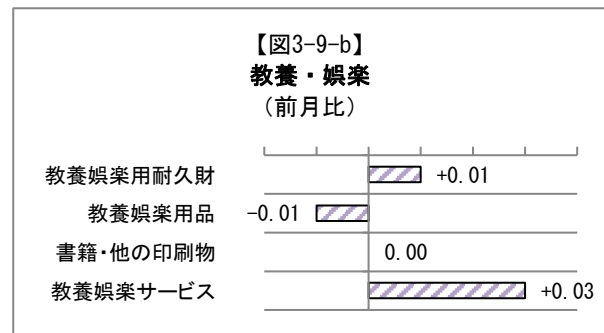 【図3-9-b】
教養・娯楽
（前月比）
教養娯楽用耐久財 +0.01
教養娯楽用品 -0.01
書籍・他の印刷物 0.00
教養娯楽サービス +0.03